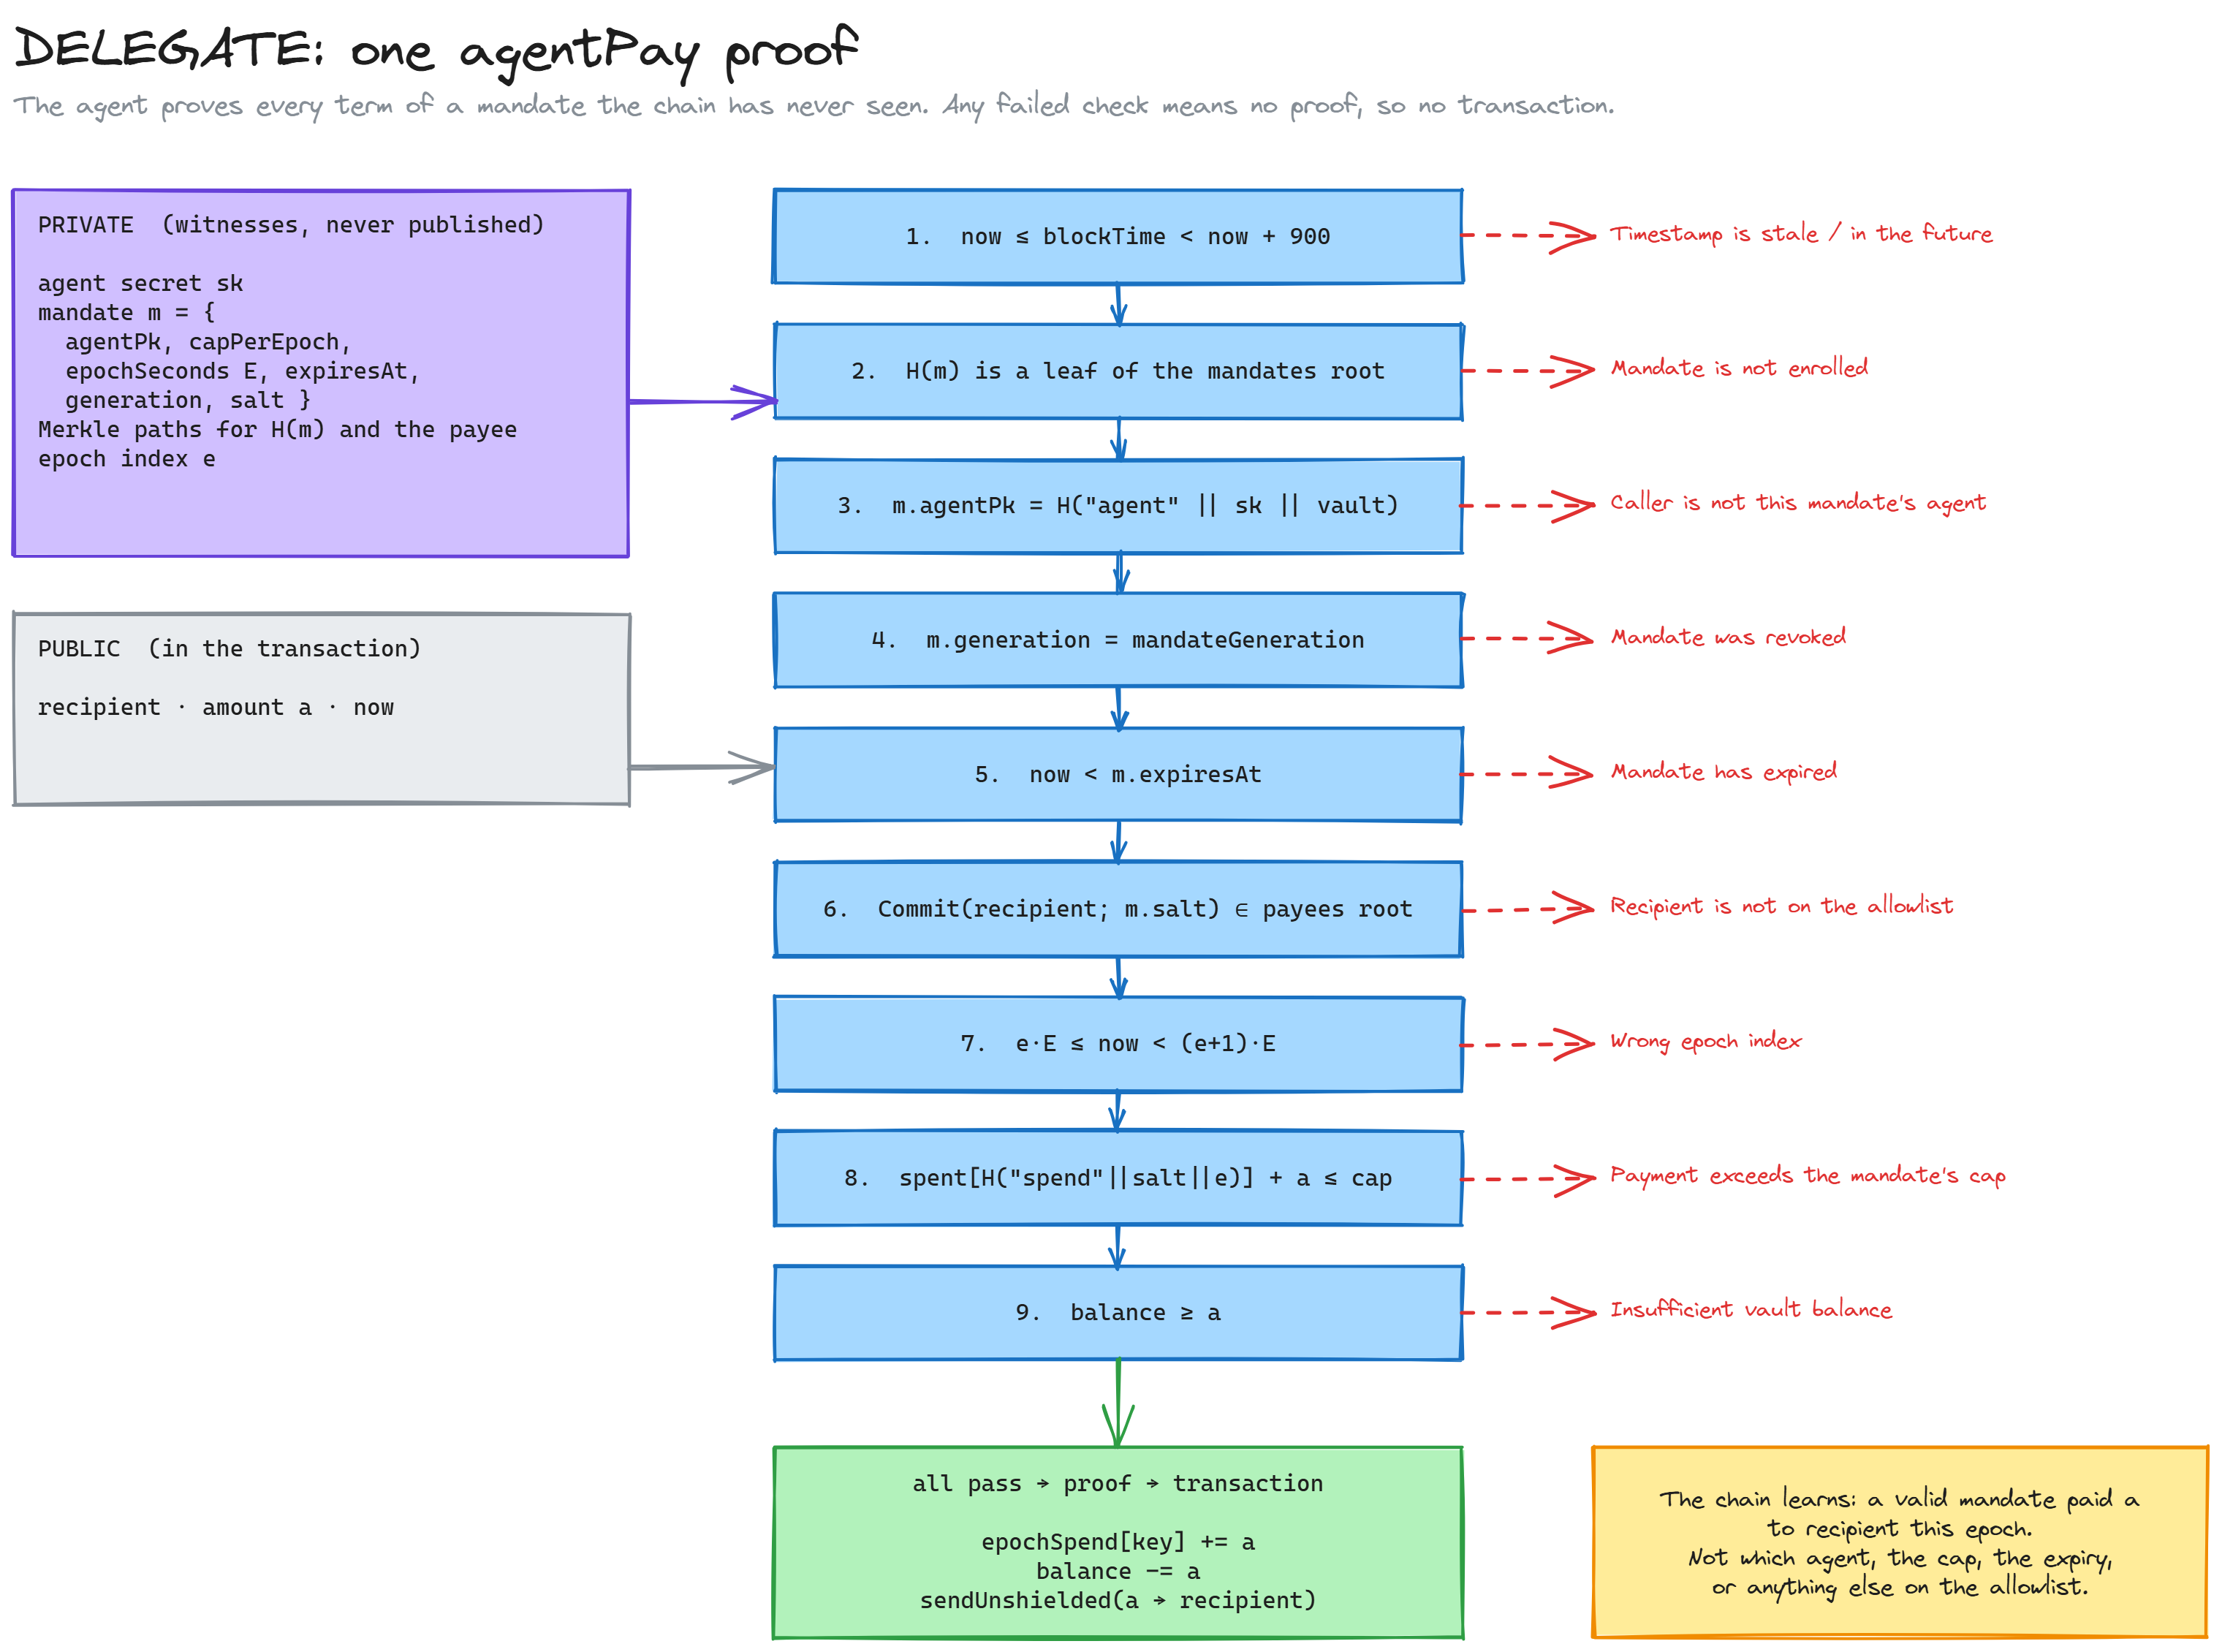 DELEGATE: one agentPay proof
The agent proves every term of a mandate the chain has never seen. Any failed check means no proof, so no transaction.
PRIVATE  (witnesses, never published)
agent secret sk
mandate m = {
  agentPk, capPerEpoch,
  epochSeconds E, expiresAt,
  generation, salt }
Merkle paths for H(m) and the payee
epoch index e
PUBLIC  (in the transaction)
recipient · amount a · now
1.  now ≤ blockTime < now + 900
Timestamp is stale / in the future
2.  H(m) is a leaf of the mandates root
Mandate is not enrolled
3.  m.agentPk = H("agent" || sk || vault)
Caller is not this mandate's agent
4.  m.generation = mandateGeneration
Mandate was revoked
5.  now < m.expiresAt
Mandate has expired
6.  Commit(recipient; m.salt) ∈ payees root
Recipient is not on the allowlist
7.  e·E ≤ now < (e+1)·E
Wrong epoch index
8.  spent[H("spend"||salt||e)] + a ≤ cap
Payment exceeds the mandate's cap
9.  balance ≥ a
Insufficient vault balance
all pass → proof → transaction
epochSpend[key] += a
balance −= a
sendUnshielded(a → recipient)
The chain learns: a valid mandate paid a
to recipient this epoch.
Not which agent, the cap, the expiry,
or anything else on the allowlist.